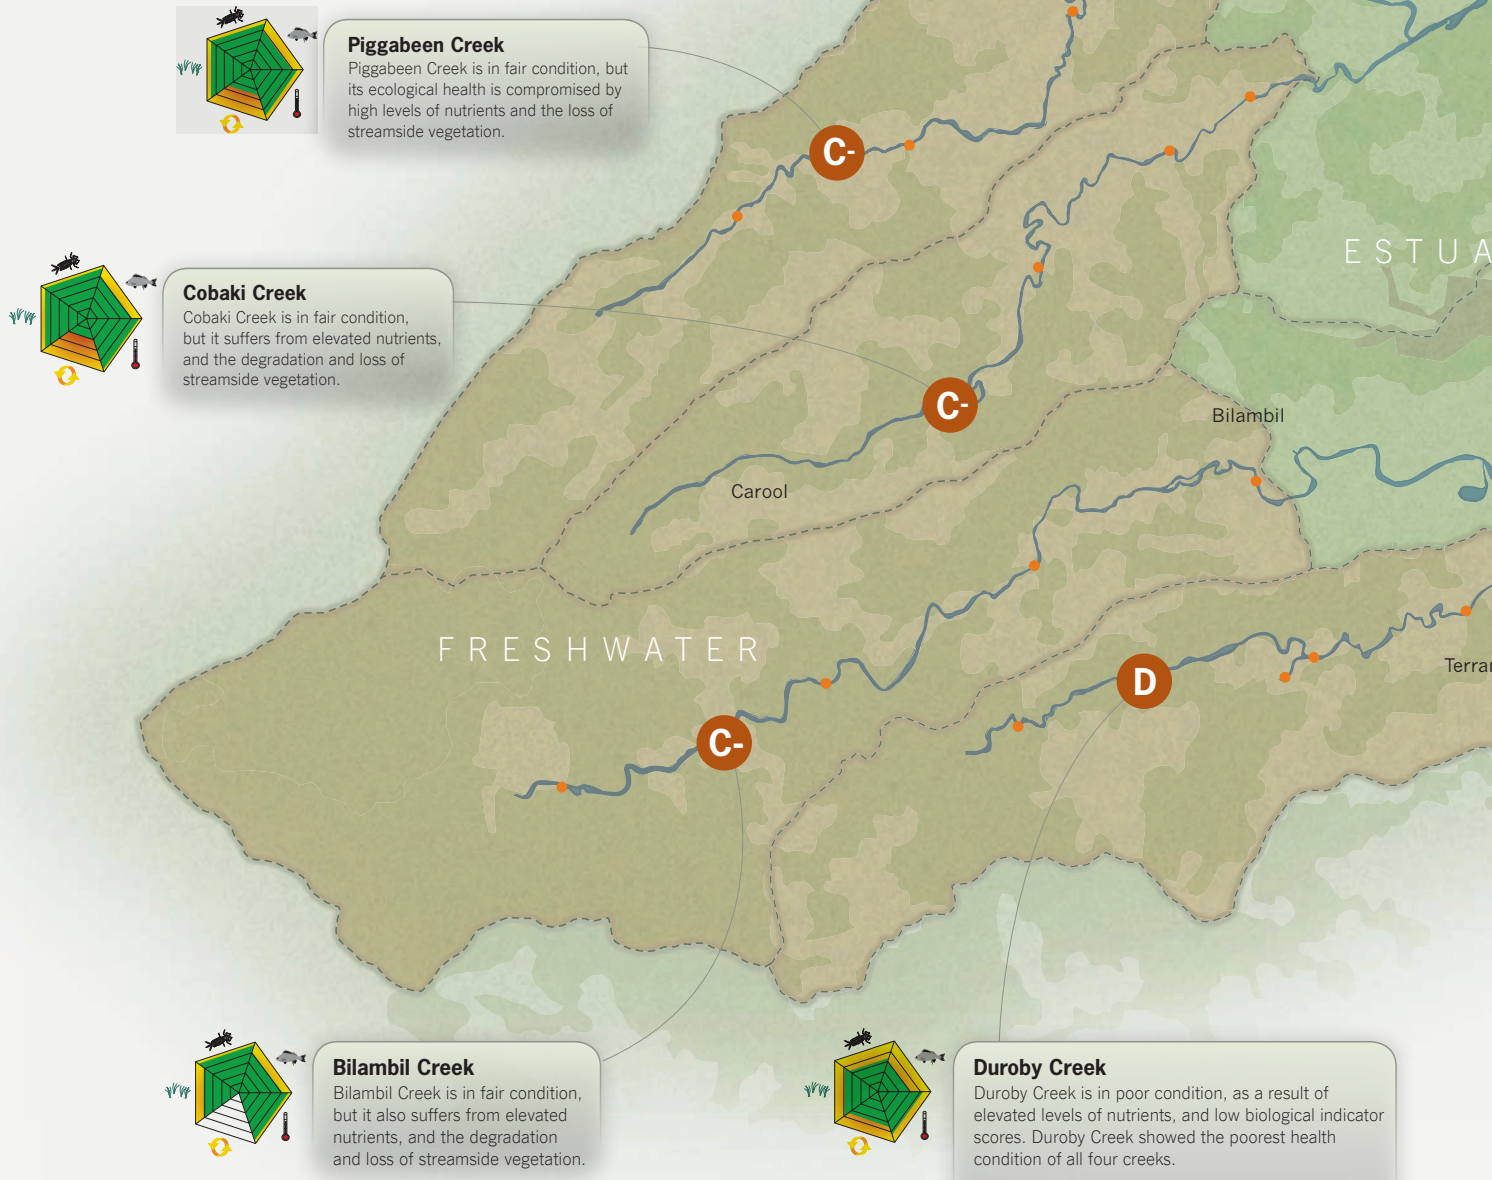 Piggabeen Creek
Piggabeen Creek is in fair condition, but
its ecological health is compromised by
high levels of nutrients and the loss of
streamside vegetation.
C-
ESTUA
Cobaki Creek
Cobaki Creek is in fair condition,
but it suffers from elevated nutrients,
and the degradation and loss of
streamside vegetation.
C-
Bilambil
Carool
FRESHWATER
Terrar
D
C-
Bilambil Creek
Bilambil Creek is in fair condition,
but it also suffers from elevated
nutrients, and the degradation
and loss of streamside vegetation.
Duroby Creek
Duroby Creek is in poor condition, as a result of
elevated levels of nutrients, and low biological indicator
scores. Duroby Creek showed the poorest health
condition of all four creeks.